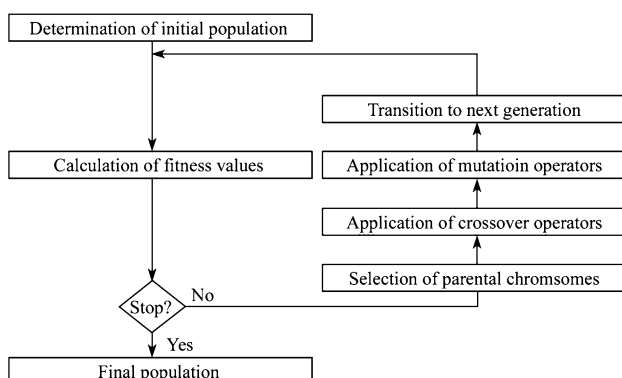 Determination of initial population
Transition to next generation
Calculation of fitness values
Application of mutatioin operators
Application of crossover operators
Selection of parental chromsomes
Stop?
No
Yes
Final population